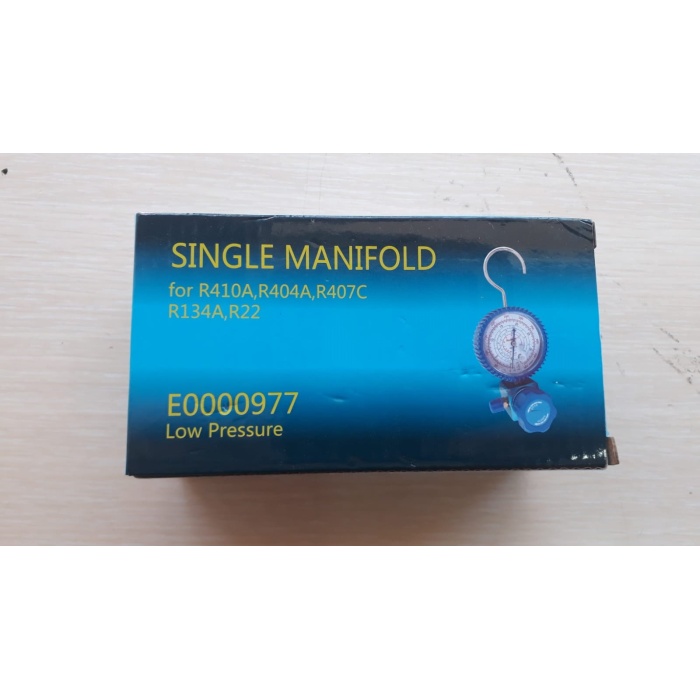 SINGLE MANIFOLD
for R410A,R404A,R407C
R134A,R22
E0000977
Low Pressure